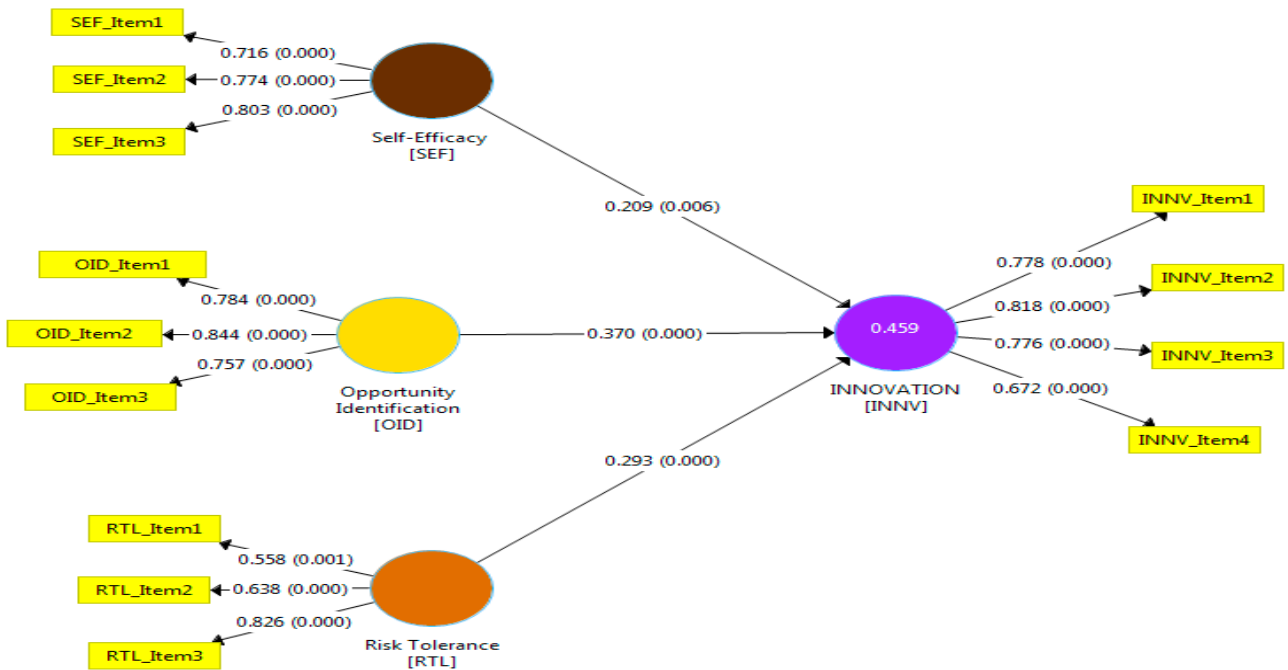 SEF_Item1
0.716 (0.000)
SEF_Item2
0.774 (0.000)
0.803 (0.000)
SEF_Item3
Self-Efficacy
[SEF]
0.209 (0.006)
OID_Item1
0.784 (0.000)
OID_Item2
0.844 (0.000)
0.757 (0.000)
OID_Item3
Opportunity
Identification
[OID]
0.370 (0.000)
RTL_Item1
0.558 (0.001)
RTL_Item2
0.638 (0.000)
0.826 (0.000)
RTL_Item3
Risk Tolerance
[RTL]
0.293 (0.000)
0.459
INNOVATION
[INNV]
INNV_Item1
0.778 (0.000)
INNV_Item2
0.818 (0.000)
0.776 (0.000)
INNV_Item3
0.672 (0.000)
INNV_Item4